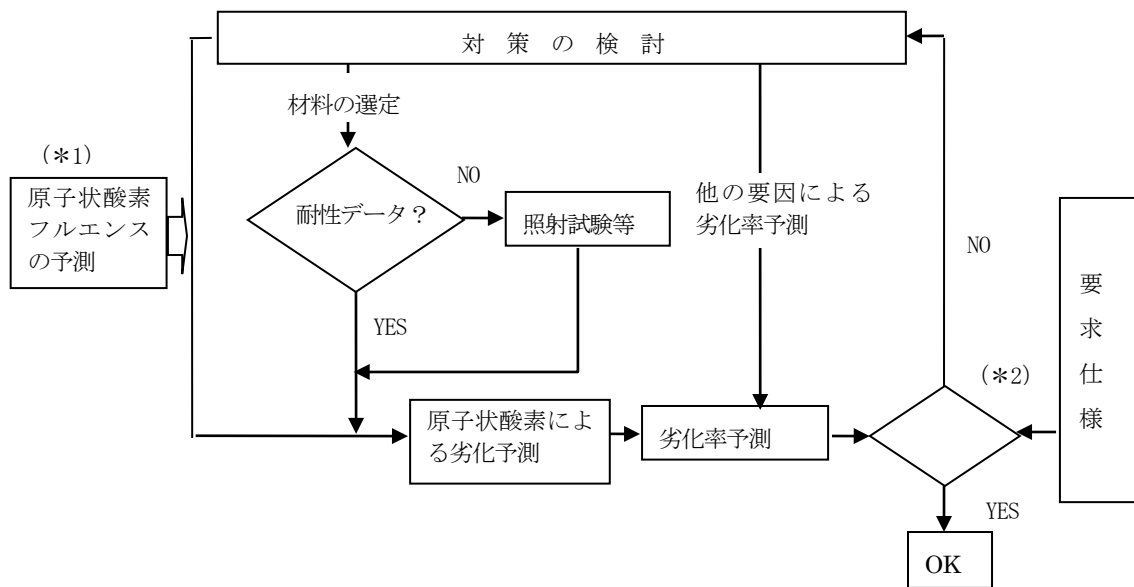 対 策 の 検 討
材料の選定
(＊1)
原子状酸素
フルエンス
の予測
耐性データ？
NO
照射試験等
YES
他の要因による
劣化率予測
NO
要
求
仕
様
(＊2)
原子状酸素によ
る劣化予測
劣化率予測
YES
OK